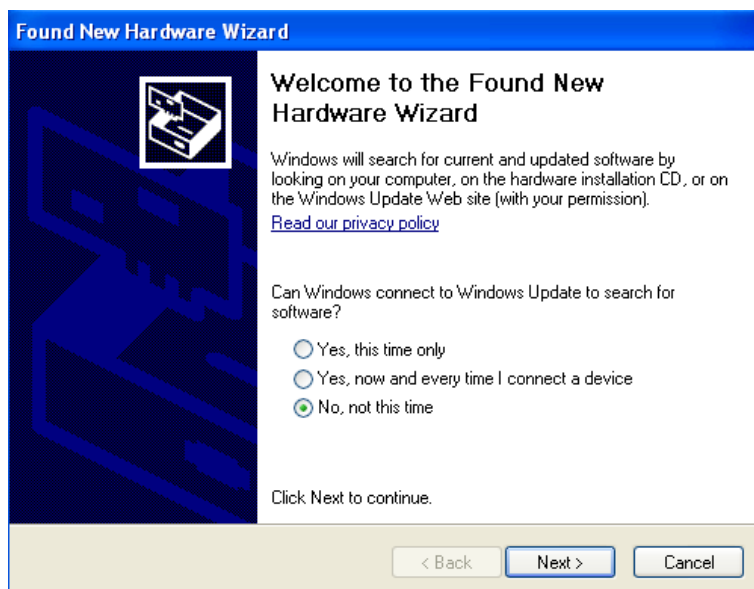 Found New Hardware Wizard
Welcome to the Found New
Hardware Wizard
Windows will search for current and updated software by
looking on your computer, on the hardware installation CD, or on
the Windows Update Web site (with your permission).
Read our privacy policy
Can Windows connect to Windows Update to search for
software?
Yes, this time only
Yes, now and every time I connect a device
No, not this time
Click Next to continue.
< Back Next > Cancel